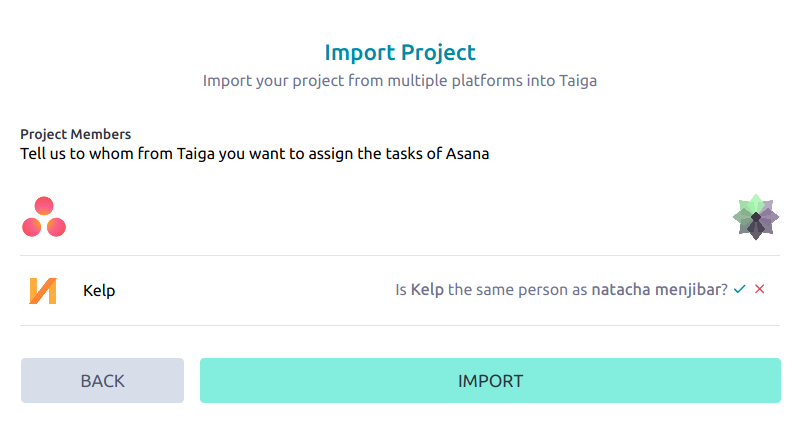 Import Project
Import your project from multiple platforms into Taiga
Project Members
Tell us to whom from Taiga you want to assign the tasks of Asana
Kelp
Is Kelp the same person as natacha menjibar?
BACK
IMPORT